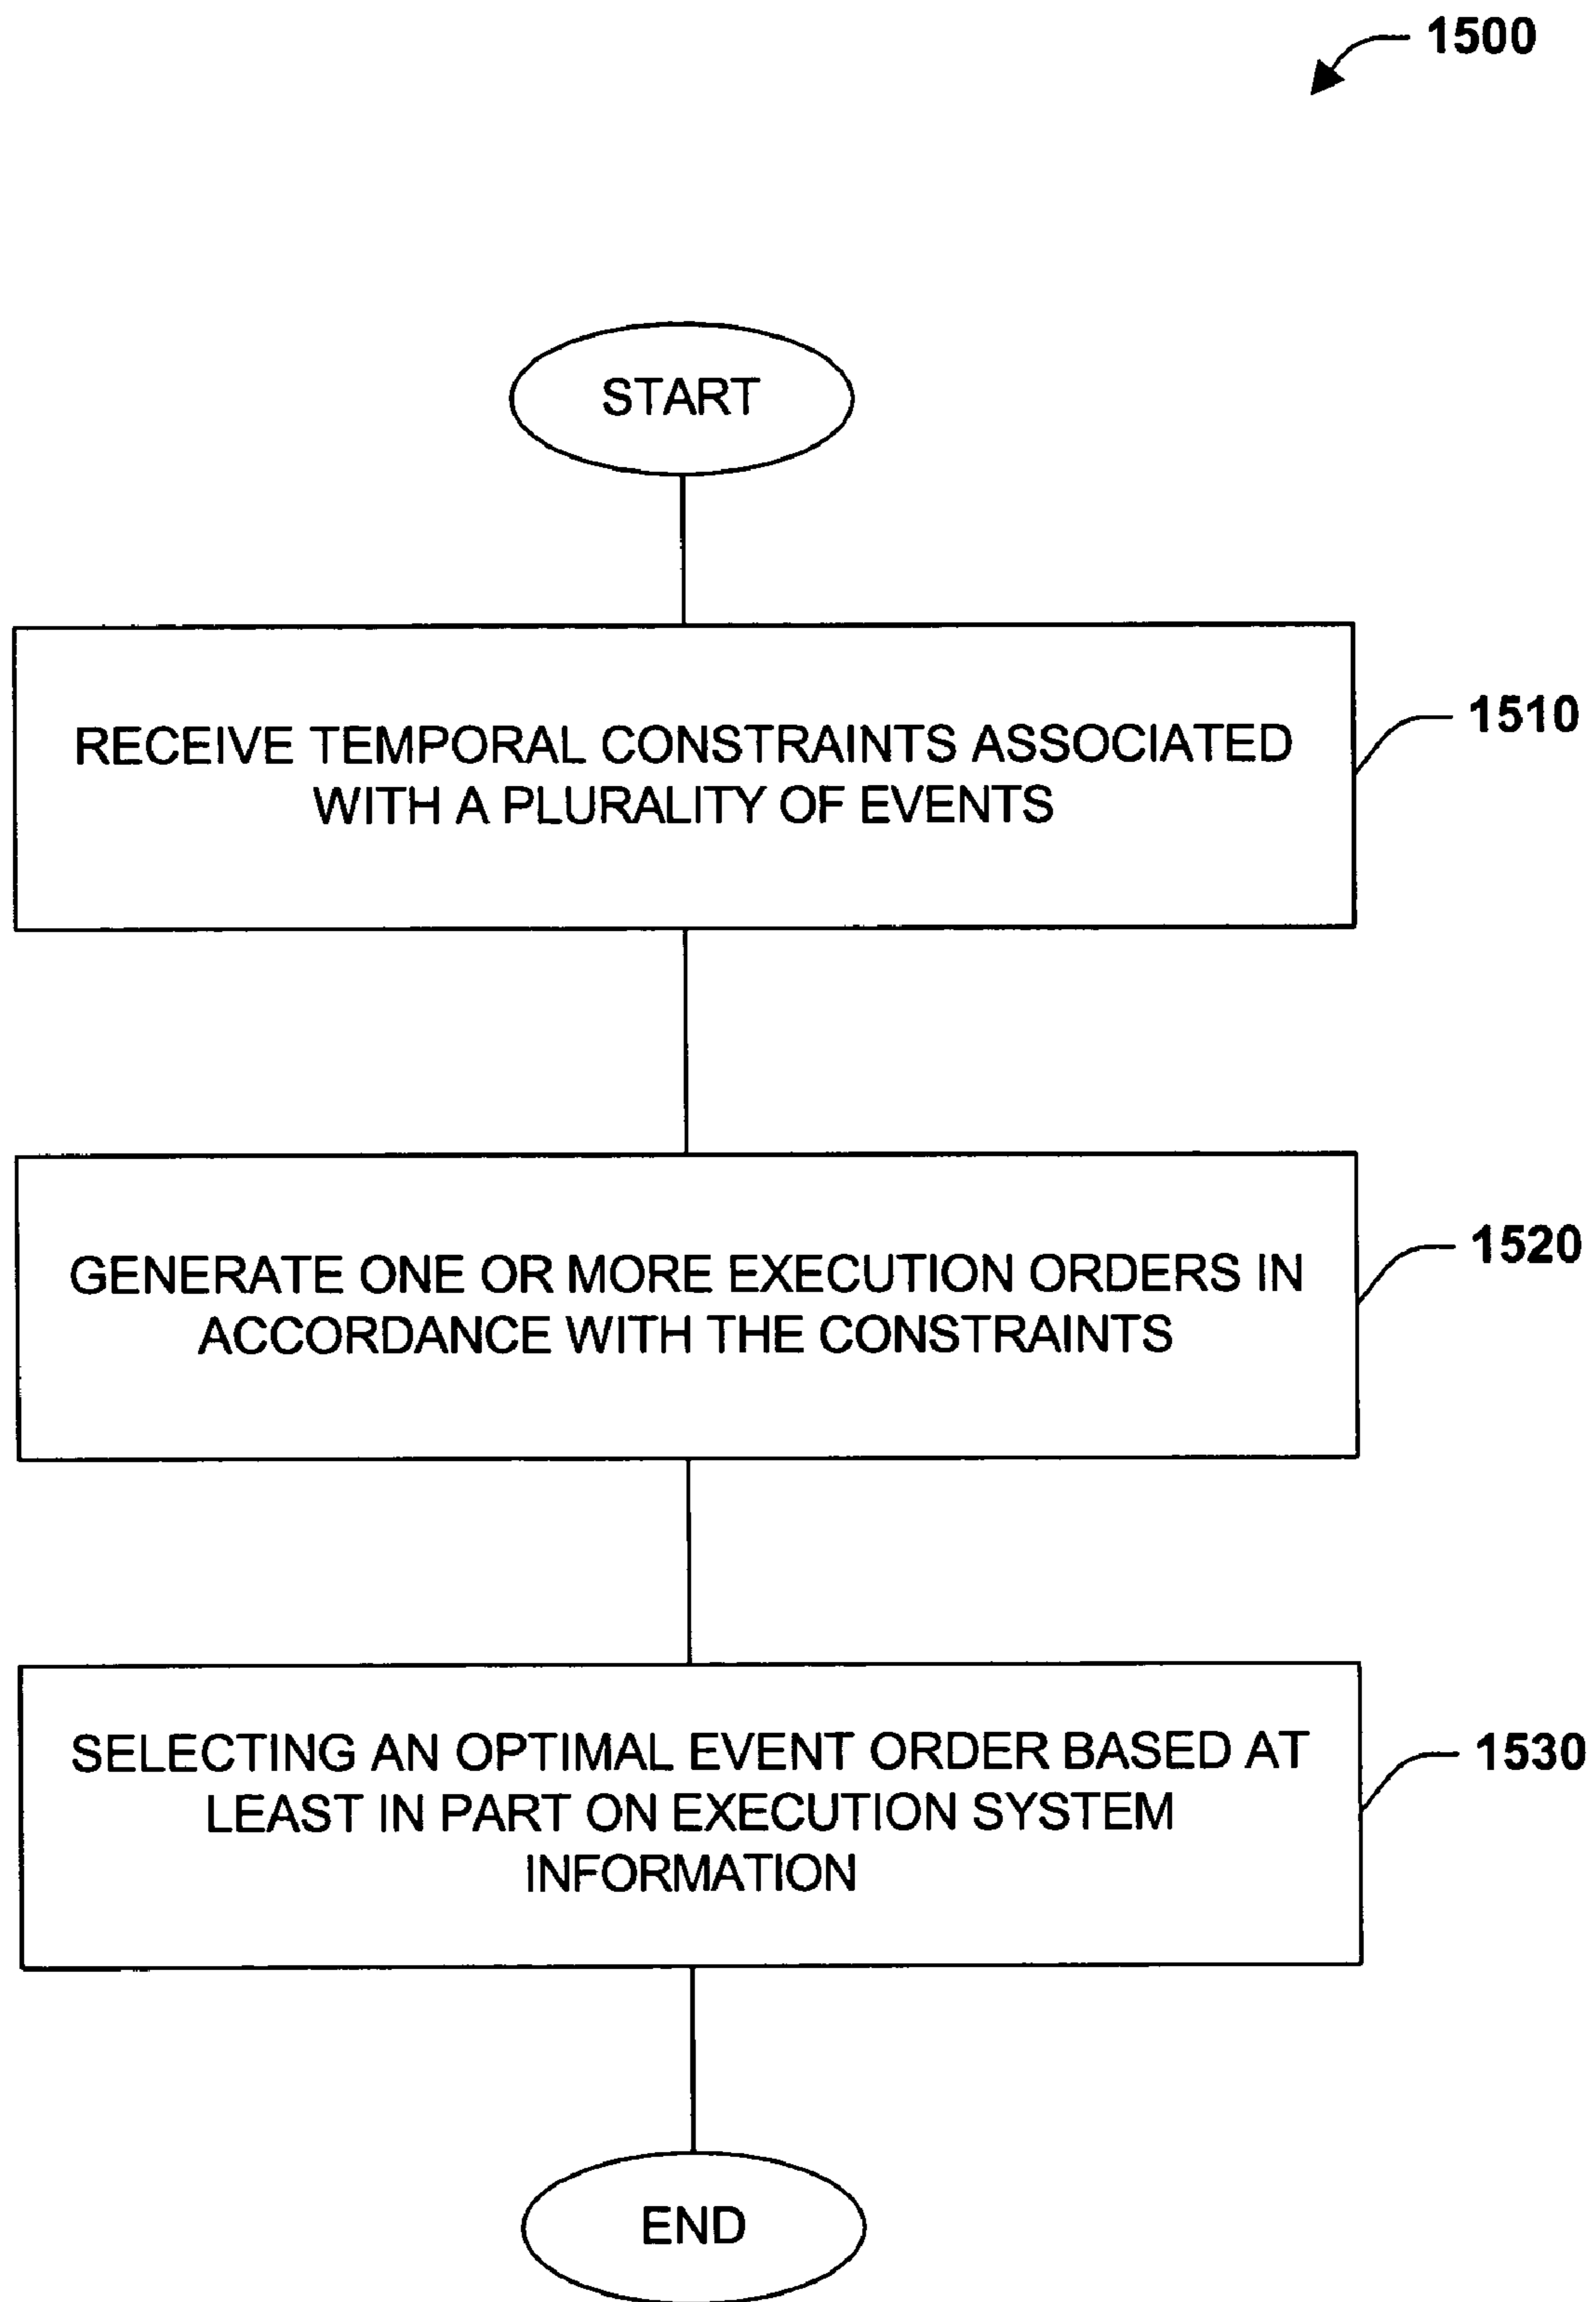 1500
START
RECEIVE TEMPORAL CONSTRAINTS ASSOCIATED
WITH A PLURALITY OF EVENTS
1510
GENERATE ONE OR MORE EXECUTION ORDERS IN
ACCORDANCE WITH THE CONSTRAINTS
1520
SELECTING AN OPTIMAL EVENT ORDER BASED AT
LEAST IN PART ON EXECUTION SYSTEM
INFORMATION
1530
END